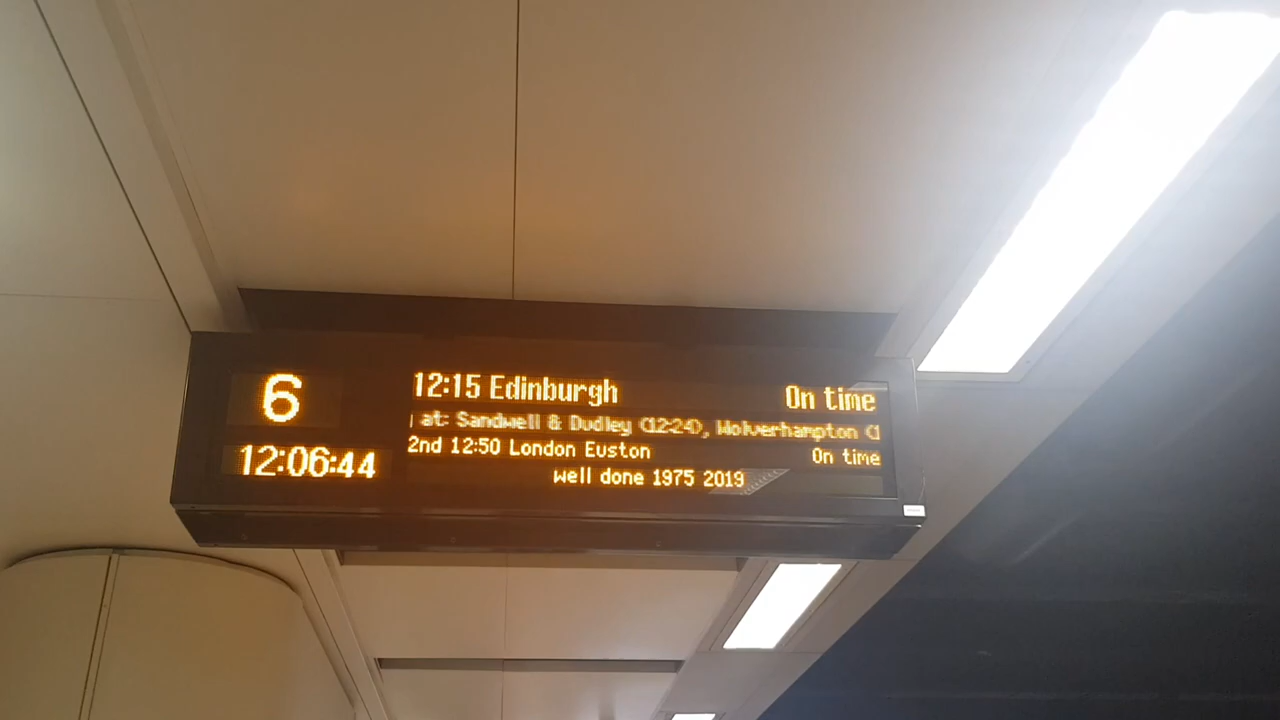 6
12:06:44
12:15 Edinburgh On time
at: Sandwell & Dudley (12:24), Wolverhampton (1
2nd 12:50 London Euston On time
well done 1975 2019